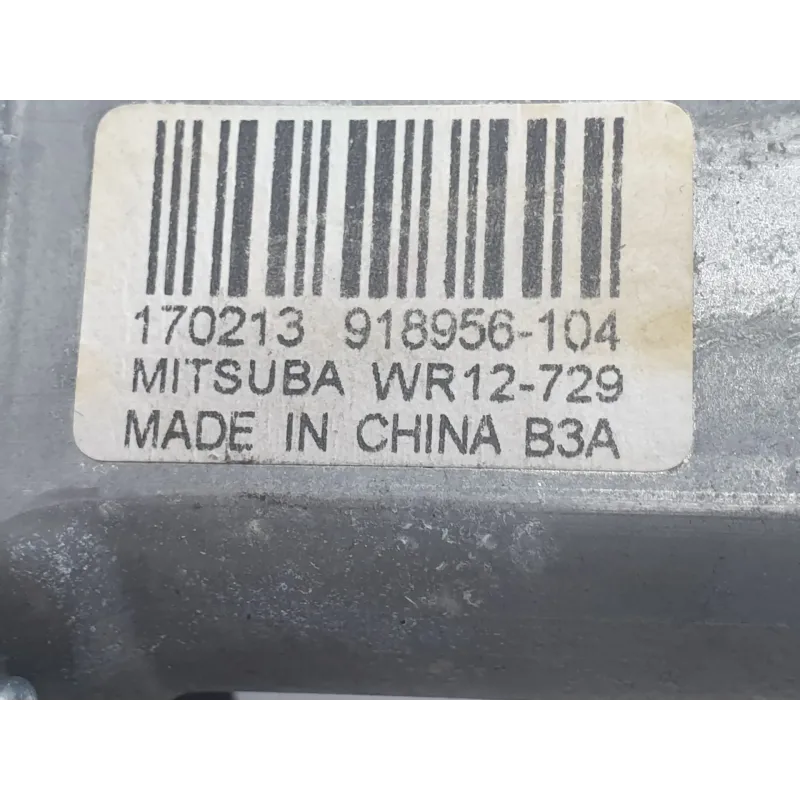 170213 918956-104
MITSUBA WR12-729
MADE IN CHINA B3A